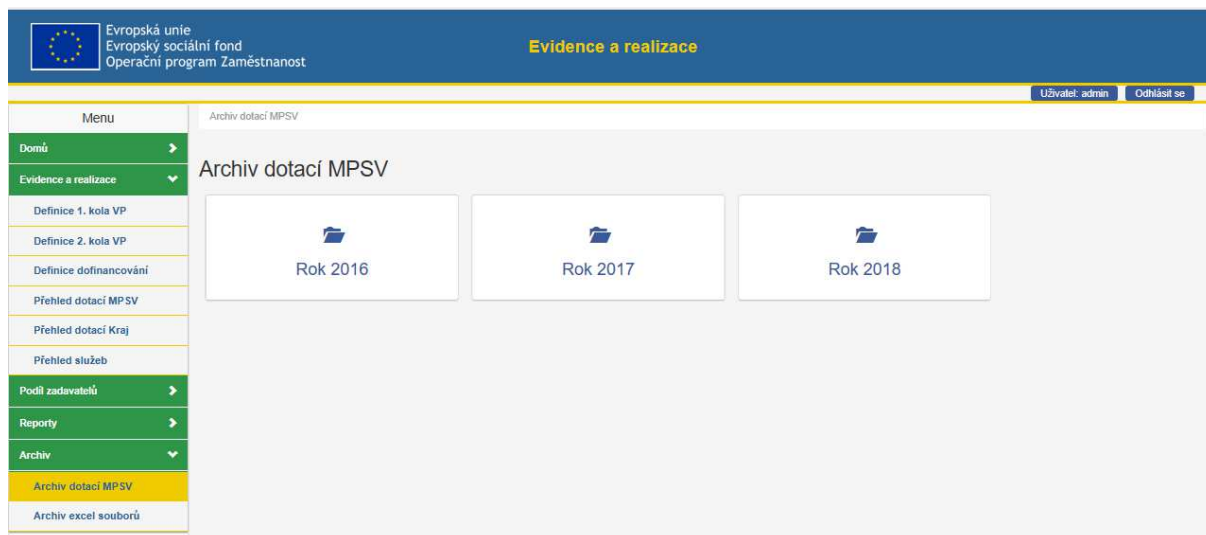 Evropská unie
Evropský sociální fond
Operační program Zaměstnanost
Evidence a realizace
Uživatel: admin
Odhlásit se
Menu
Archiv dotací MPSV
Domů
Evidence a realizace
Definice 1. kola VP
Definice 2. kola VP
Definice dofinancování
Přehled dotací MPSV
Přehled dotací Kraj
Přehled služeb
Podíl zadavatelů
Reporty
Archiv
Archiv dotací MPSV
Archiv excel souborů
Archiv dotací MPSV
Rok 2016
Rok 2017
Rok 2018